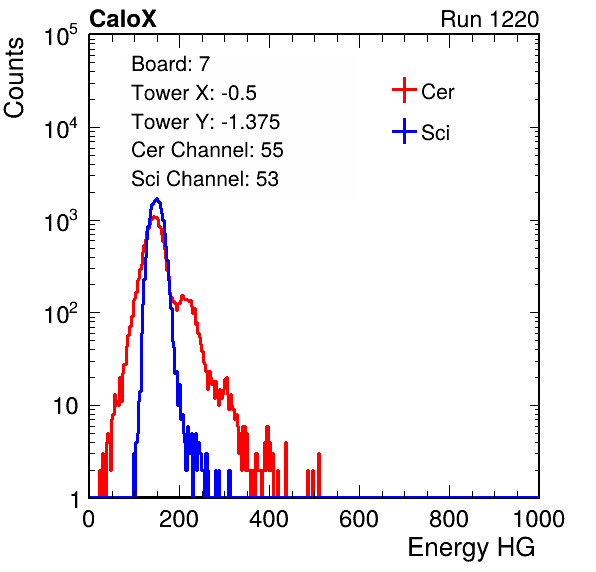 CaloX Run 1220
Counts
10^5
Board: 7
Tower X: -0.5
Tower Y: -1.375
Cer Channel: 55
Sci Channel: 53
Cer
Sci
10^4
10^3
10^2
10
1
0 200 400 600 800 1000
Energy HG